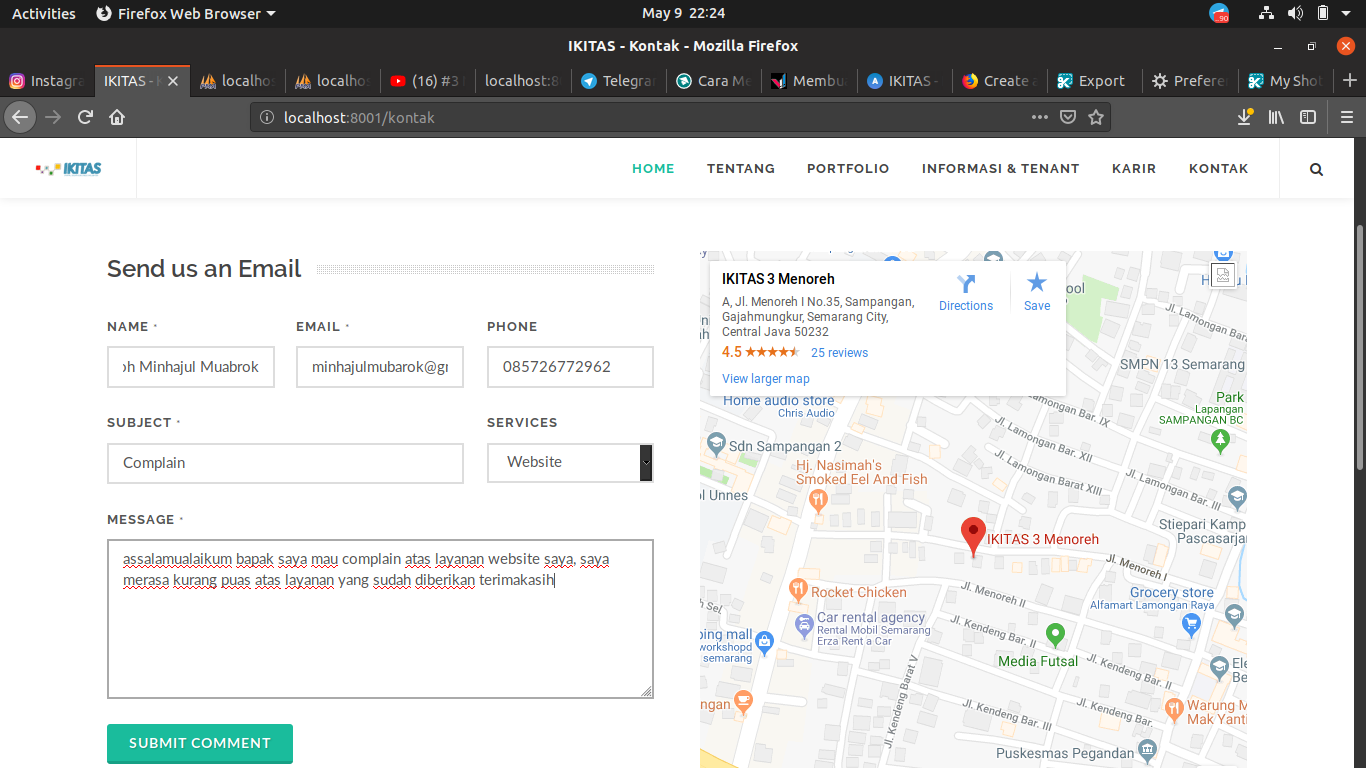 Activities Firefox Web Browser May 9 22:24 90
IKITAS - Kontak - Mozilla Firefox
Instagra IKITAS - K localhos localhos (16) #3 localhost:8 Telegra Cara Me Membua IKITAS - Create a Export Prefere My Shot
localhost:8001/kontak
IKITAS HOME TENTANG PORTFOLIO INFORMASI & TENANT KARIR KONTAK
Send us an Email
NAME * EMAIL * PHONE
oh Minhajul Muabrok minhajulmubarok@gr 085726772962
SUBJECT * SERVICES
Complain Website
MESSAGE *
assalamualaikum bapak saya mau complain atas layanan website saya, saya
merasa kurang puas atas layanan yang sudah diberikan terimakasih
SUBMIT COMMENT
IKITAS 3 Menoreh
A, Jl. Menoreh I No.35, Sampangan,
Gajahmungkur, Semarang City,
Central Java 50232
4.5 25 reviews
View larger map
Directions Save
ool
Jl. Lamongan Barat
SMPN 13 Semarang
Home audio store
Chris Audio
Jl. Lamongan Bar. IX
Park
Lapangan
SAMPANGAN BC
Jl. Lamongan Bar. XII
Sdn Sampangan 2
Hj. Nasimah's
Smoked Eel And Fish
Jl. Lamongan Barat XIII
ol Unnes
Stiepari Kamp
Pascasarjan
IKITAS 3 Menoreh
Jl. Menoreh I
Rocket Chicken
Jl. Menoreh II
Grocery store
Alfamart Lamongan Raya
h Sel.
Car rental agency
Rental Mobil Semarang
Erza Rent a Car
Jl. Kendeng Bar. II
ping mall
workshopd
semarang
Media Futsal
Jl. Kendeng Bar. II
Ele
Be
Jl. Kendeng Barat V
ngan
Jl. Kendeng Bar. III
Warung M
Mak Yanti
Puskesmas Pegandan